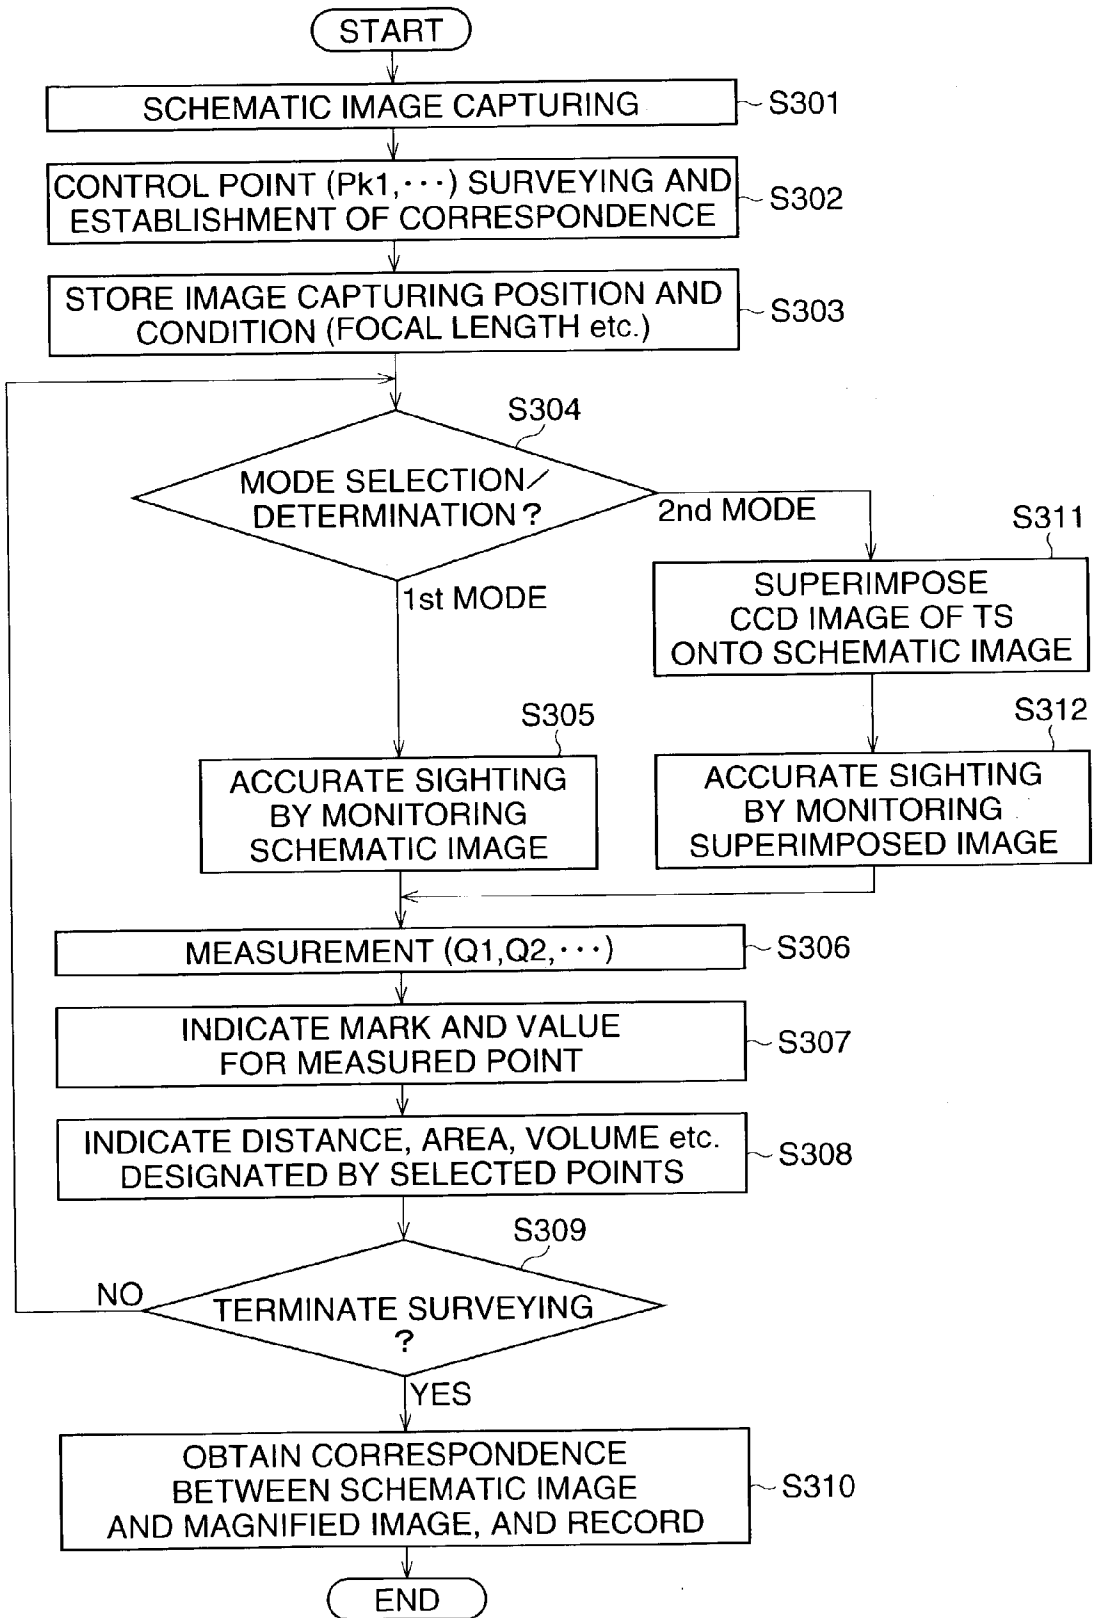 START
SCHEMATIC IMAGE CAPTURING
S301
CONTROL POINT (Pk1,···) SURVEYING AND
ESTABLISHMENT OF CORRESPONDENCE
S302
STORE IMAGE CAPTURING POSITION AND
CONDITION (FOCAL LENGTH etc.)
S303
S304
MODE SELECTION/
DETERMINATION?
2nd MODE
1st MODE
S311
SUPERIMPOSE
CCD IMAGE OF TS
ONTO SCHEMATIC IMAGE
S305
ACCURATE SIGHTING
BY MONITORING
SCHEMATIC IMAGE
S312
ACCURATE SIGHTING
BY MONITORING
SUPERIMPOSED IMAGE
MEASUREMENT (Q1,Q2,···)
S306
INDICATE MARK AND VALUE
FOR MEASURED POINT
S307
INDICATE DISTANCE, AREA, VOLUME etc.
DESIGNATED BY SELECTED POINTS
S308
S309
NO
TERMINATE SURVEYING
?
YES
OBTAIN CORRESPONDENCE
BETWEEN SCHEMATIC IMAGE
AND MAGNIFIED IMAGE, AND RECORD
S310
END